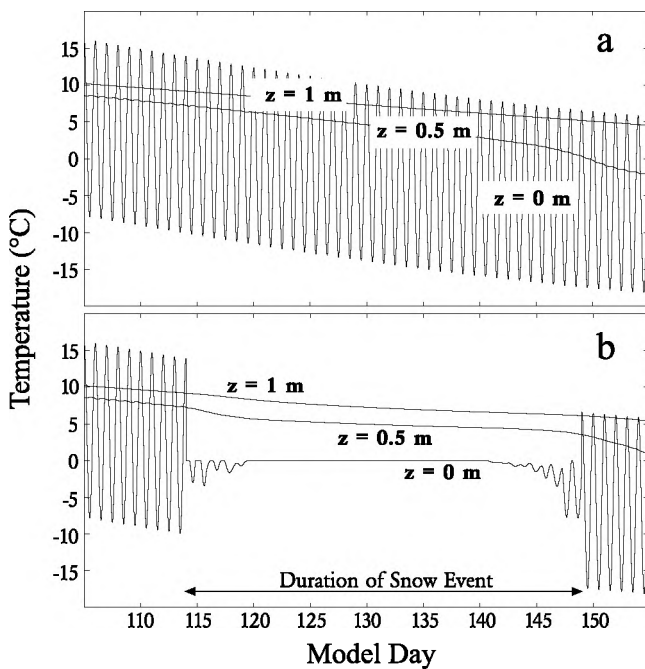 a
15
10
5
0
-5
-10
-15
z = 1 m
z = 0.5 m
z = 0 m
b
15
10
5
0
-5
-10
-15
z = 1 m
z = 0.5 m
z = 0 m
Duration of Snow Event
110 115 120 125 130 135 140 145 150
Model Day
Temperature (°C)